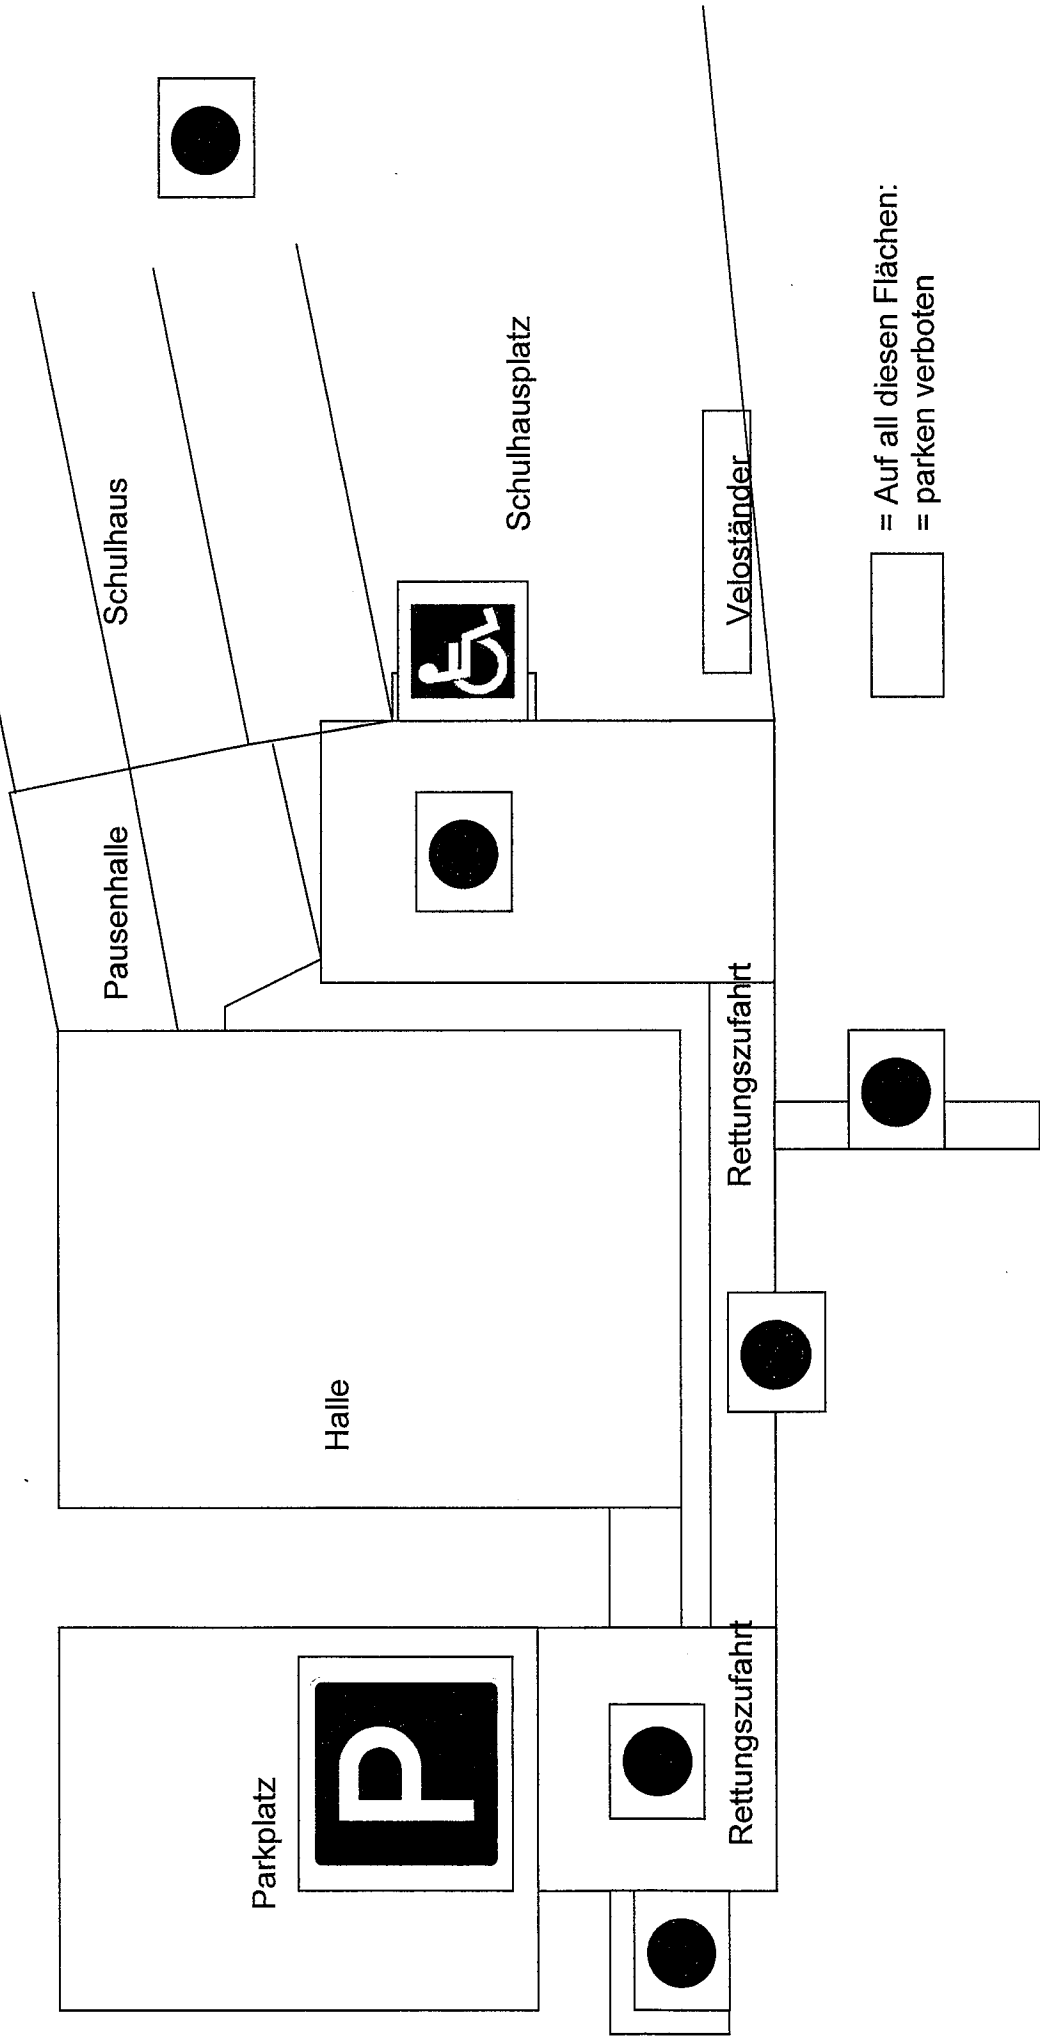 Parkplatz
P
Rettungszufahrt
Halle
Rettungszufahrt
Pausenhalle
Schulhaus
Schulhausplatz
Veloständer
= Auf all diesen Flächen:
= parken verboten